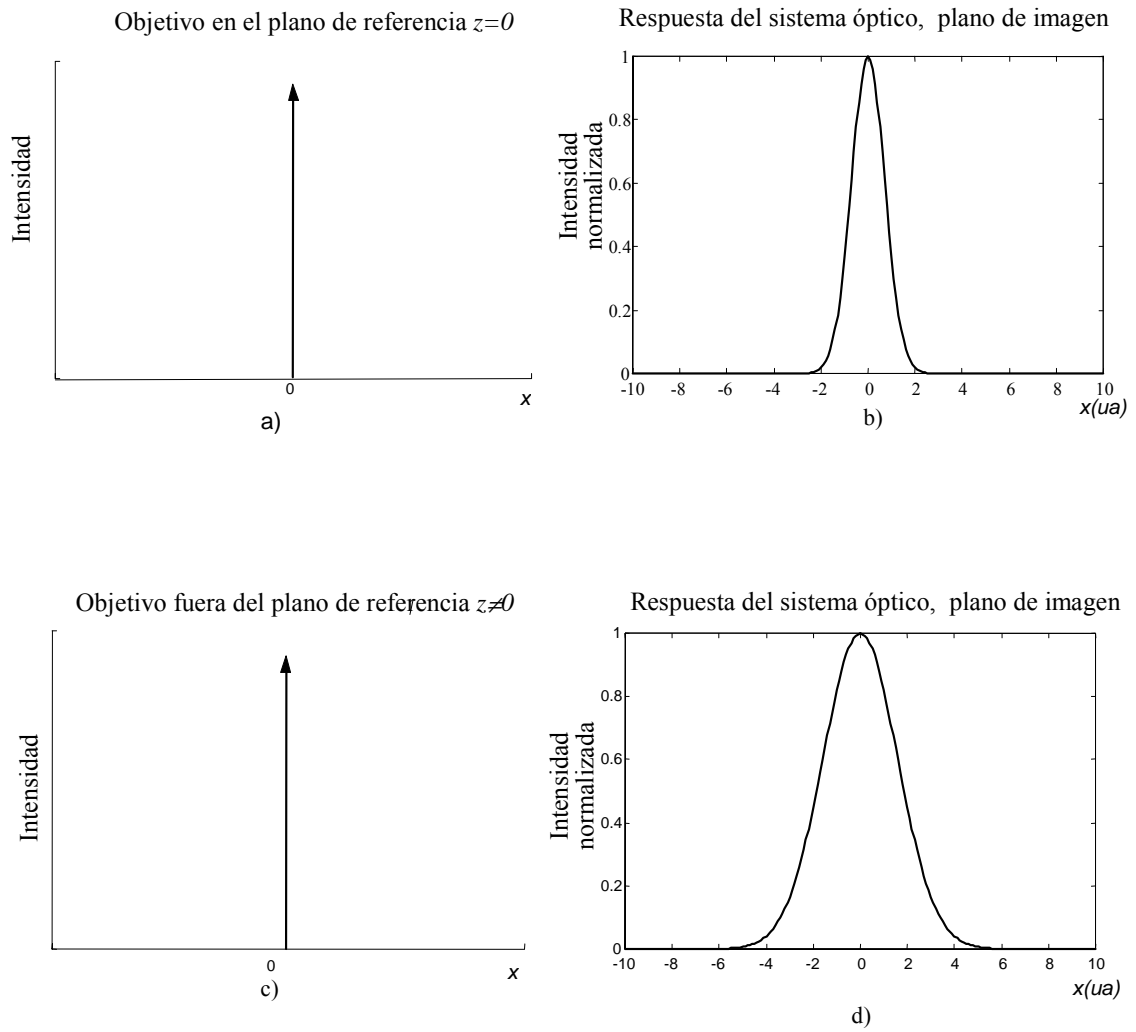 Objetivo en el plano de referencia z=0
Intensidad
0
x
a)
Respuesta del sistema óptico, plano de imagen
Intensidad
normalizada
1
0.8
0.6
0.4
0.2
0
-10 -8 -6 -4 -2 0 2 4 6 8 10
x(ua)
b)
Objetivo fuera del plano de referencia z≠0
Intensidad
0
x
c)
Respuesta del sistema óptico, plano de imagen
Intensidad
normalizada
1
0.8
0.6
0.4
0.2
0
-10 -8 -6 -4 -2 0 2 4 6 8 10
x(ua)
d)